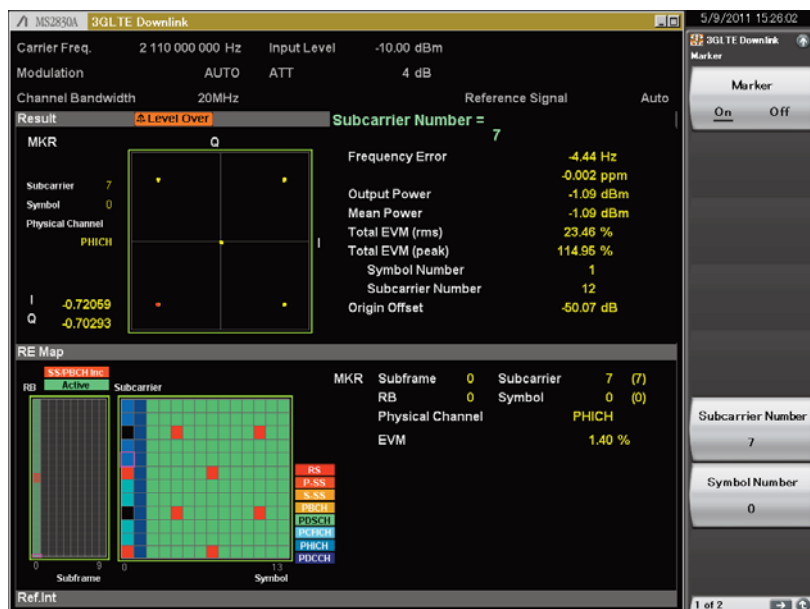 MS2830A 3GLTE Downlink
5/9/2011 15:26:02
Carrier Freq. 2 110 000 000 Hz Input Level -10.00 dBm
Modulation AUTO ATT 4 dB
Channel Bandwidth 20MHz Reference Signal Auto
Result Level Over
MKR
Q
I
Subcarrier 7
Symbol 0
Physical Channel
PHICH
I -0.72059
Q -0.70293
Subcarrier Number =
7
Frequency Error -4.44 Hz
-0.002 ppm
Output Power -1.09 dBm
Mean Power -1.09 dBm
Total EVM (rms) 23.46 %
Total EVM (peak) 114.95 %
Symbol Number 1
Subcarrier Number 12
Origin Offset -50.07 dB
RE Map
SS/PBCH Inc
RB Active Subcarrier
0 9
Subframe
0 13
Symbol
RS
P-SS
S-SS
PBCH
PDSCH
PCFICH
PHICH
PDCCH
MKR Subframe 0 Subcarrier 7 (7)
RB 0 Symbol 0 (0)
Physical Channel PHICH
EVM 1.40 %
Ref.Int
3GLTE Downlink
Marker
Marker
On Off
Subcarrier Number
7
Symbol Number
0
1 of 2